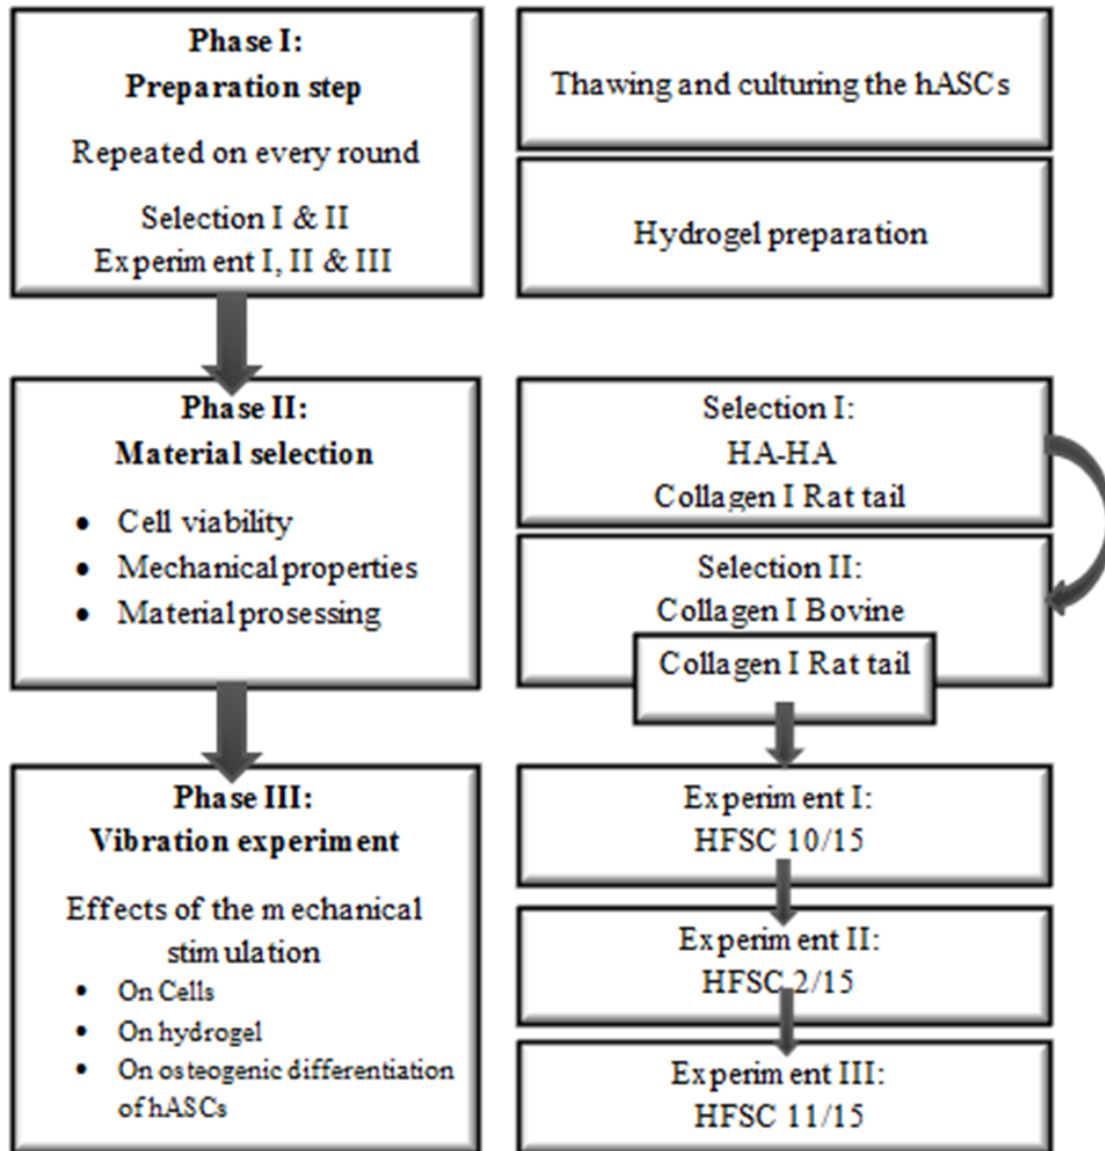 Phase I:
Preparation step
Repeated on every round
Selection I & II
Experiment I, II & III
Thawing and culturing the hASCs
Hydrogel preparation
Phase II:
Material selection
• Cell viability
• Mechanical properties
• Material prosessing
Selection I:
HA-HA
Collagen I Rat tail
Selection II:
Collagen I Bovine
Collagen I Rat tail
Phase III:
Vibration experiment
Effects of the mechanical
stimulation
• On Cells
• On hydrogel
• On osteogenic differentiation
of hASCs
Experiment I:
HFSC 10/15
Experiment II:
HFSC 2/15
Experiment III:
HFSC 11/15